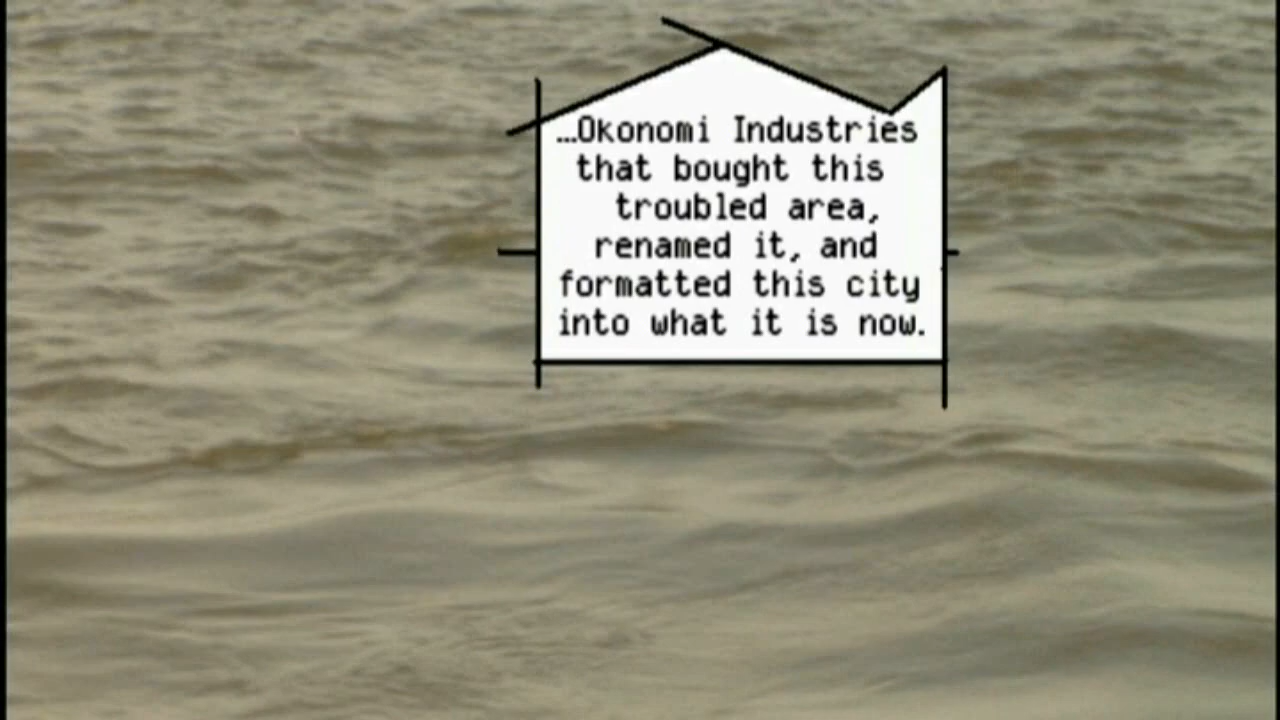 …Okonomi Industries
that bought this
troubled area,
renamed it, and
formatted this city
into what it is now.